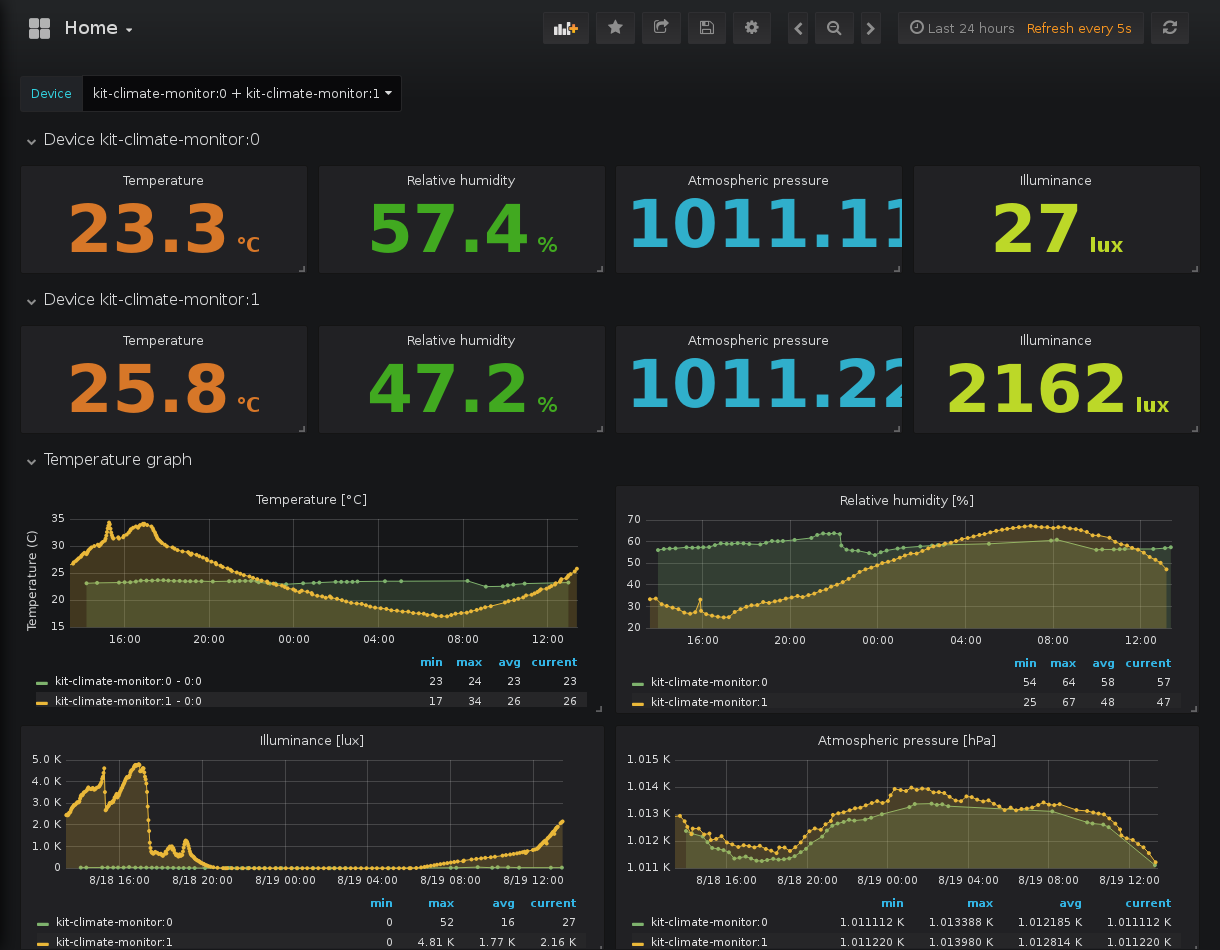 Home
Last 24 hours Refresh every 5s
Device kit-climate-monitor:0 + kit-climate-monitor:1
Device kit-climate-monitor:0
Temperature Relative humidity Atmospheric pressure Illuminance
23.3 °C 57.4 % 1011.11 27 lux
Device kit-climate-monitor:1
Temperature Relative humidity Atmospheric pressure Illuminance
25.8 °C 47.2 % 1011.22 2162 lux
Temperature graph
Temperature [°C]
Temperature (C)
35
30
25
20
15
16:00 20:00 00:00 04:00 08:00 12:00
min max avg current
kit-climate-monitor:0 - 0:0 23 24 23 23
kit-climate-monitor:1 - 0:0 17 34 26 26
Relative humidity [%]
70
60
50
40
30
20
16:00 20:00 00:00 04:00 08:00 12:00
min max avg current
kit-climate-monitor:0 54 64 58 57
kit-climate-monitor:1 25 67 48 47
Illuminance [lux]
5.0 K
4.0 K
3.0 K
2.0 K
1.0 K
0
8/18 16:00 8/18 20:00 8/19 00:00 8/19 04:00 8/19 08:00 8/19 12:00
min max avg current
kit-climate-monitor:0 0 52 16 27
kit-climate-monitor:1 0 4.81 K 1.77 K 2.16 K
Atmospheric pressure [hPa]
1.015 K
1.014 K
1.013 K
1.012 K
1.011 K
8/18 16:00 8/18 20:00 8/19 00:00 8/19 04:00 8/19 08:00 8/19 12:00
min max avg current
kit-climate-monitor:0 1.011112 K 1.013388 K 1.012185 K 1.011112 K
kit-climate-monitor:1 1.011220 K 1.013980 K 1.012814 K 1.011220 K